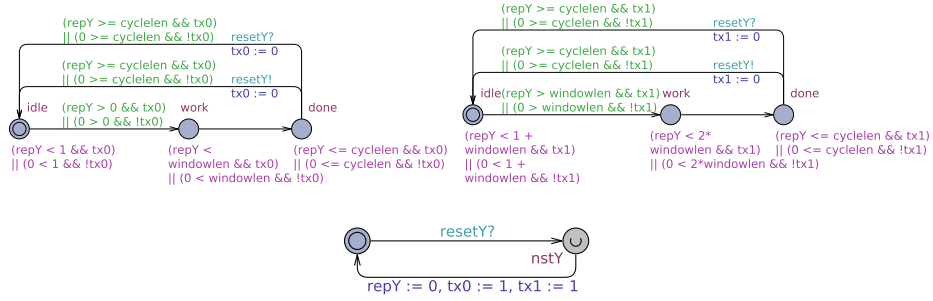 (repY >= cyclelen && tx0)
|| (0 >= cyclelen && !tx0)
resetY?
tx0 := 0
(repY >= cyclelen && tx0)
|| (0 >= cyclelen && !tx0)
resetY!
tx0 := 0
idle
(repY > 0 && tx0)
|| (0 > 0 && !tx0)
work
done
(repY < 1 && tx0)
|| (0 < 1 && !tx0)
(repY <
windowlen && tx0)
|| (0 < windowlen && !tx0)
(repY <= cyclelen && tx0)
|| (0 <= cyclelen && !tx0)
(repY >= cyclelen && tx1)
|| (0 >= cyclelen && !tx1)
resetY?
tx1 := 0
(repY >= cyclelen && tx1)
|| (0 >= cyclelen && !tx1)
resetY!
tx1 := 0
idle
(repY > windowlen && tx1)
|| (0 > windowlen && !tx1)
work
done
(repY < 1 +
windowlen && tx1)
|| (0 < 1 +
windowlen && !tx1)
(repY < 2*
windowlen && tx1)
|| (0 < 2*windowlen && !tx1)
(repY <= cyclelen && tx1)
|| (0 <= cyclelen && !tx1)
resetY?
nstY
repY := 0, tx0 := 1, tx1 := 1